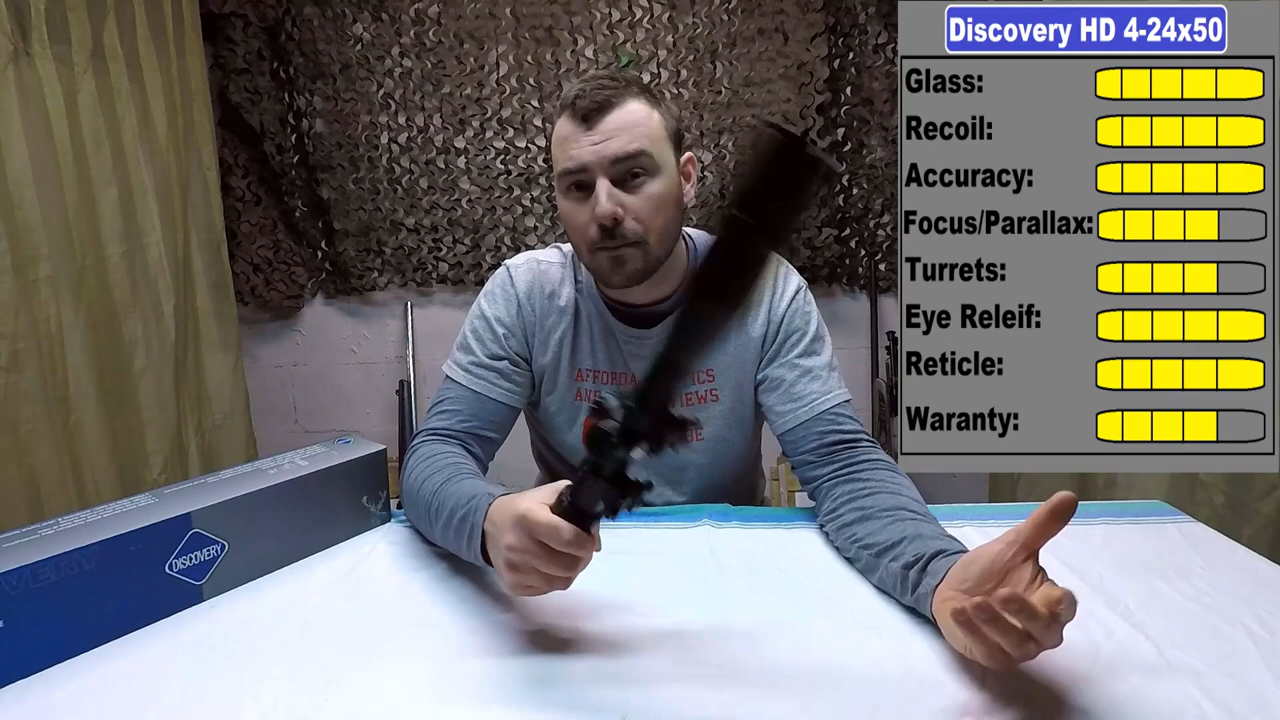 Discovery HD 4-24x50
Glass:
Recoil:
Accuracy:
Focus/Parallax:
Turrets:
Eye Releif:
Reticle:
Waranty:
DISCOVERY